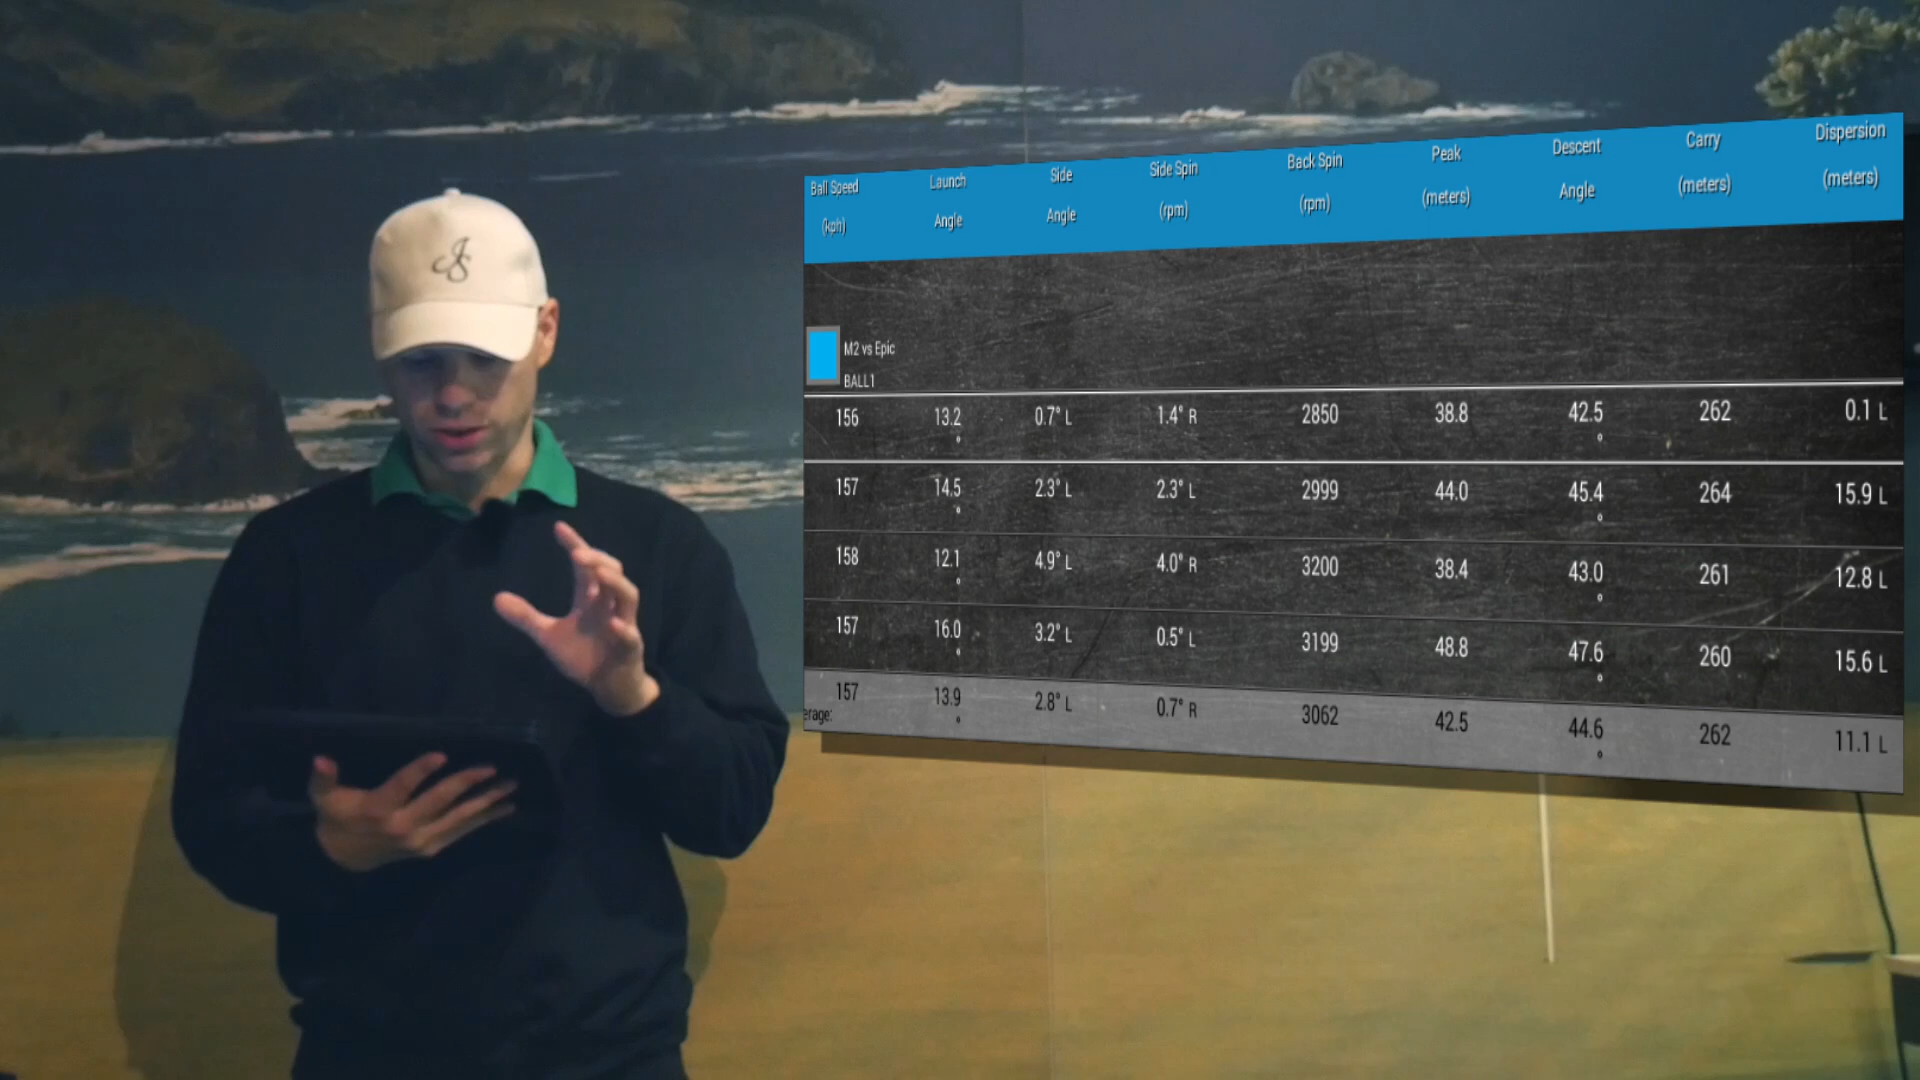 Ball Speed Launch Side Side Spin Back Spin Peak Descent Carry Dispersion
(kph) Angle Angle (rpm) (rpm) (meters) Angle (meters) (meters)
M2 vs Epic
BALL1
156 13.2° 0.7° L 1.4° R 2850 38.8 42.5° 262 0.1 L
157 14.5° 2.3° L 2.3° L 2999 44.0 45.4° 264 15.9 L
158 12.1° 4.9° L 4.0° R 3200 38.4 43.0° 261 12.8 L
157 16.0° 3.2° L 0.5° L 3199 48.8 47.6° 260 15.6 L
erage: 157 13.9° 2.8° L 0.7° R 3062 42.5 44.6° 262 11.1 L